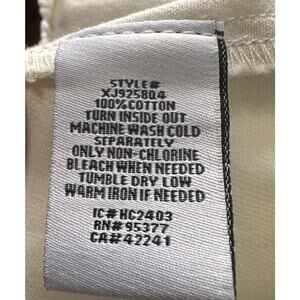 STYLE#
XJ925804
100%COTTON
TURN INSIDE OUT
MACHINE WASH COLD
SEPARATELY
ONLY NON-CHLORINE
BLEACH WHEN NEEDED
TUMBLE DRY LOW
WARM IRON IF NEEDED
IC#HC2403
RN#95377
CA#42241